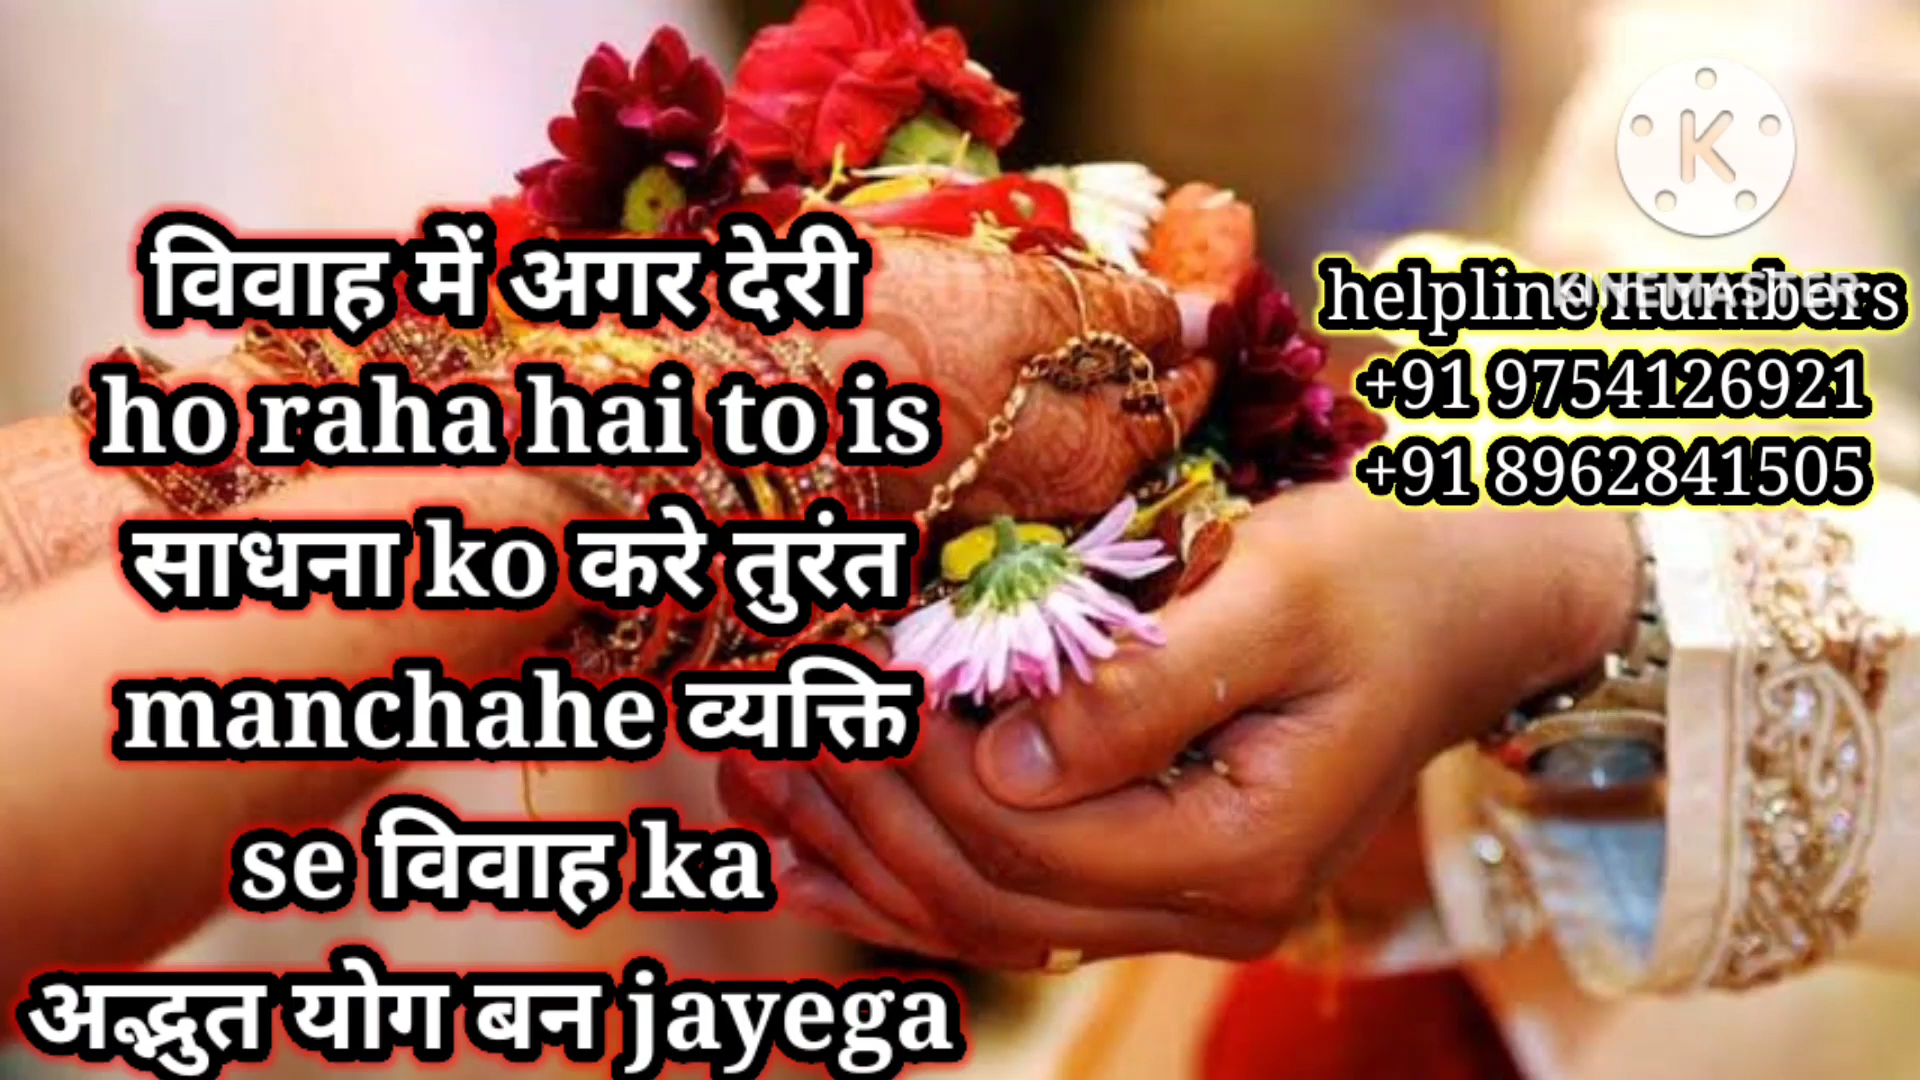 विवाह में अगर देरी
ho raha hai to is
साधना ko करे तुरंत
manchahe व्यक्ति
se विवाह ka
अद्भुत योग बन jayega
K
KINEMASTER
helpline numbers
+91 9754126921
+91 8962841505